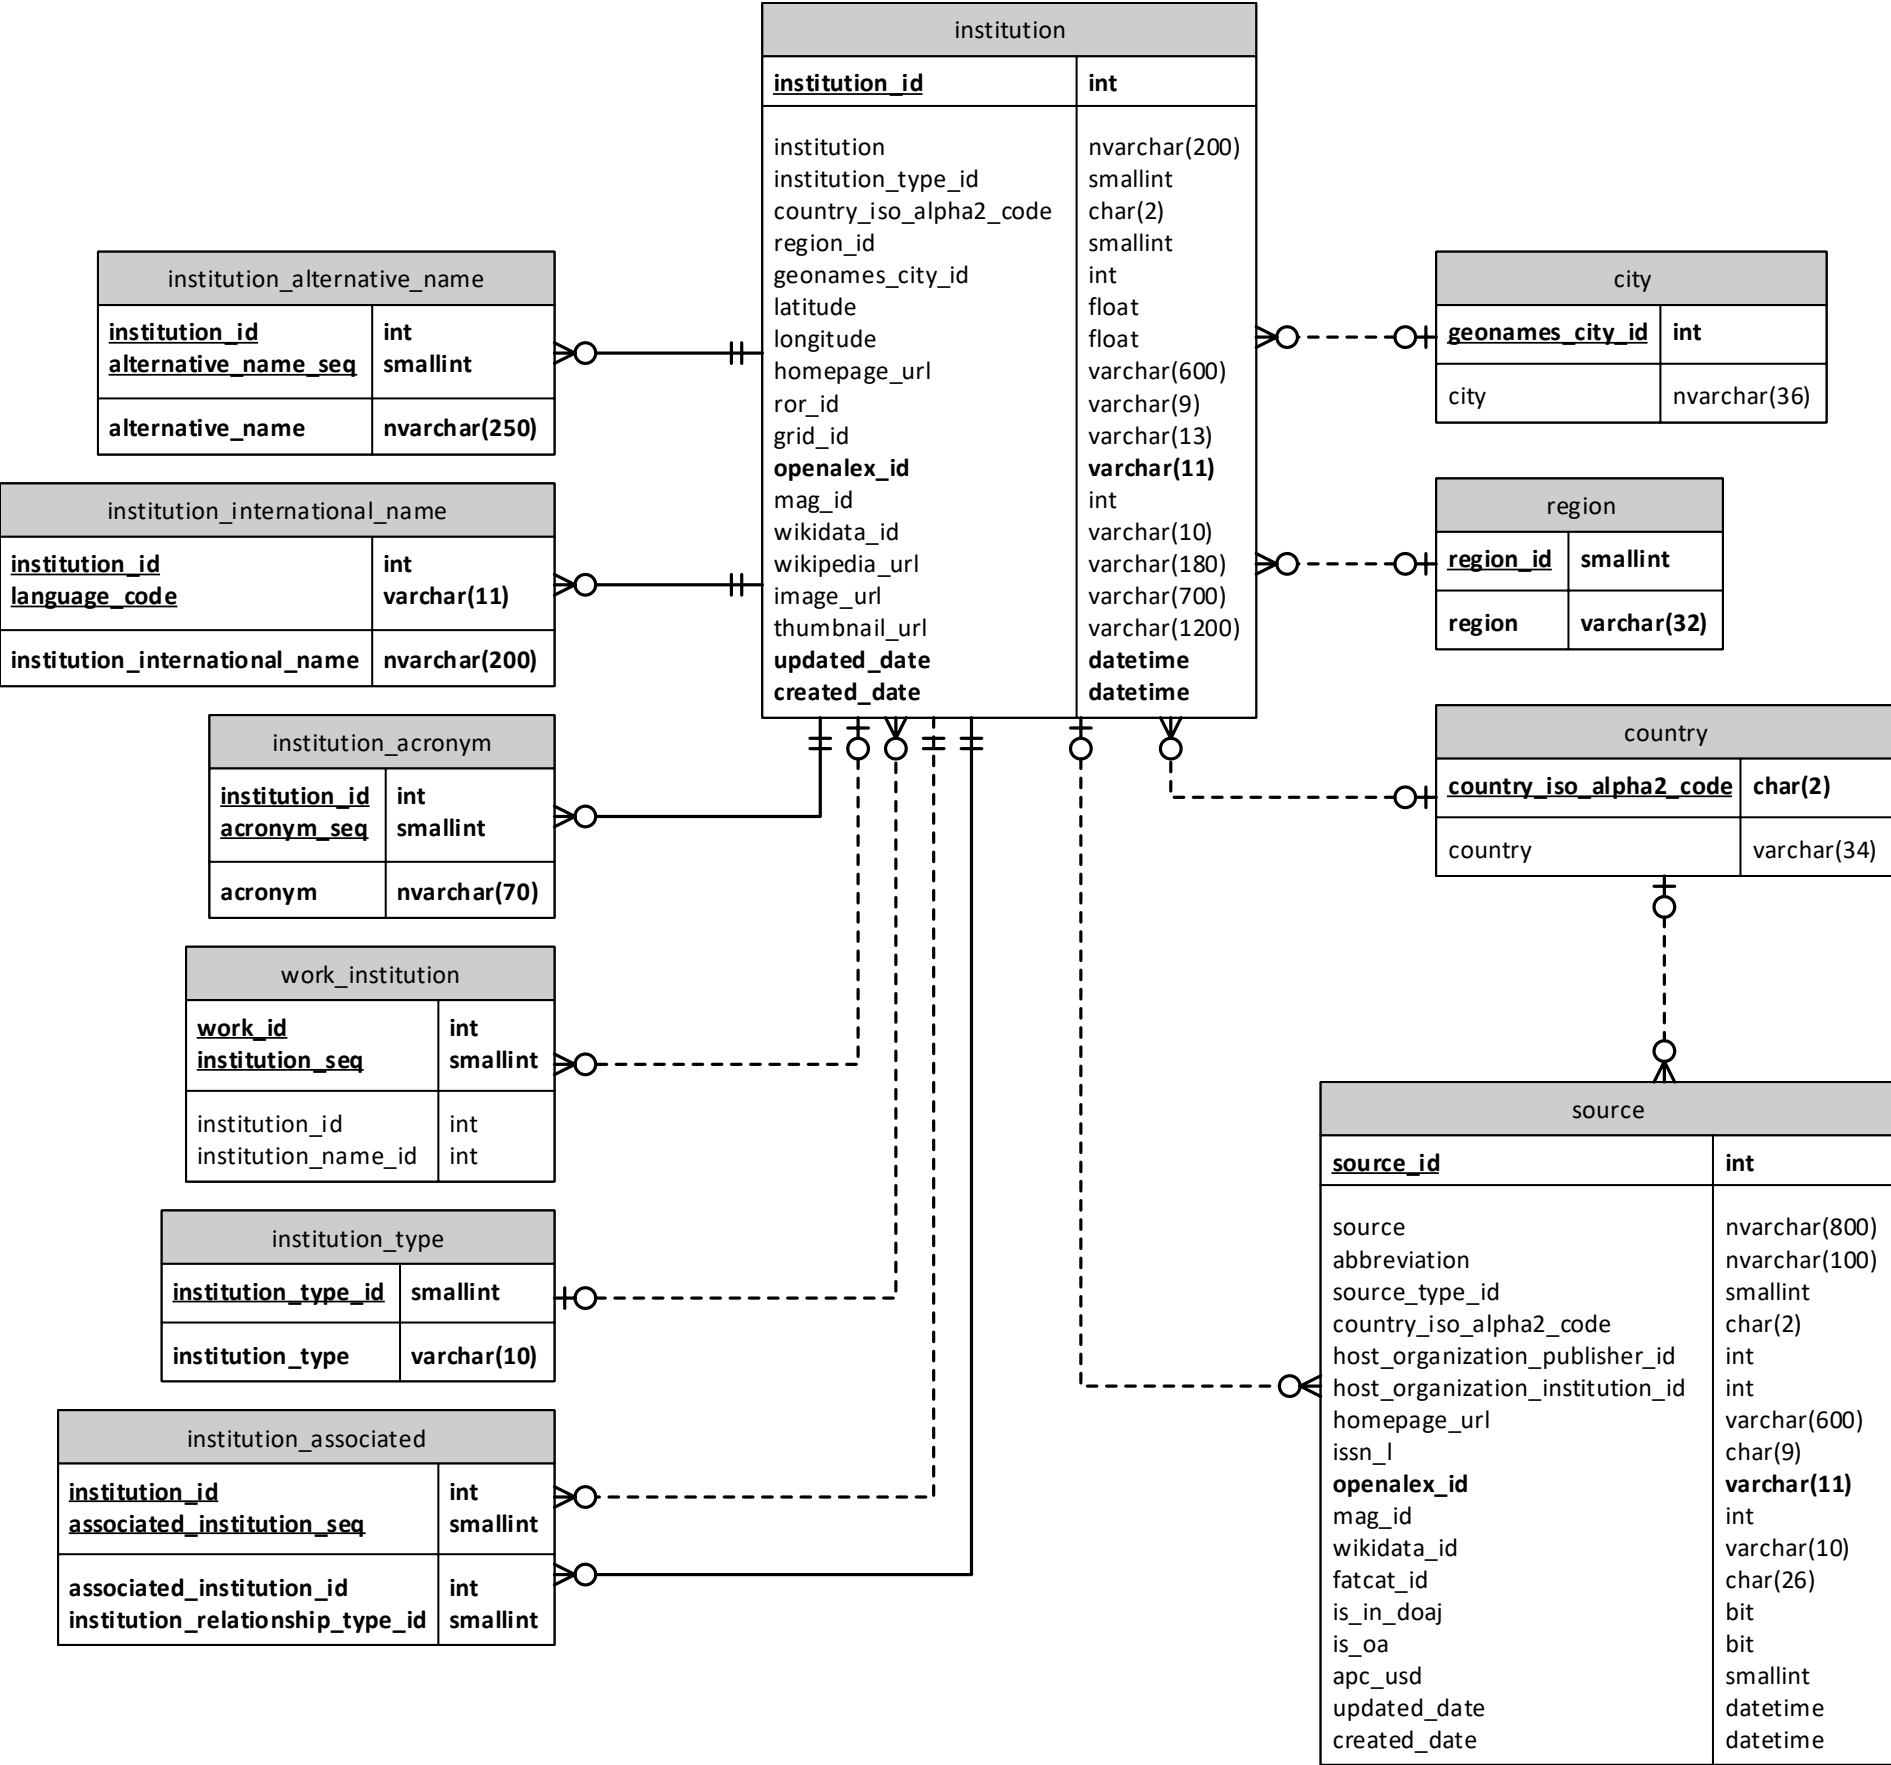 institution
institution_id int
institution nvarchar(200)
institution_type_id smallint
country_iso_alpha2_code char(2)
region_id smallint
geonames_city_id int
latitude float
longitude float
homepage_url varchar(600)
ror_id varchar(9)
grid_id varchar(13)
openalex_id varchar(11)
mag_id int
wikidata_id varchar(10)
wikipedia_url varchar(180)
image_url varchar(700)
thumbnail_url varchar(1200)
updated_date datetime
created_date datetime
institution_alternative_name
institution_id int
alternative_name_seq smallint
alternative_name nvarchar(250)
institution_international_name
institution_id int
language_code varchar(11)
institution_international_name nvarchar(200)
institution_acronym
institution_id int
acronym_seq smallint
acronym nvarchar(70)
work_institution
work_id int
institution_seq smallint
institution_id int
institution_name_id int
institution_type
institution_type_id smallint
institution_type varchar(10)
institution_associated
institution_id int
associated_institution_seq smallint
associated_institution_id int
institution_relationship_type_id smallint
city
geonames_city_id int
city nvarchar(36)
region
region_id smallint
region varchar(32)
country
country_iso_alpha2_code char(2)
country varchar(34)
source
source_id int
source nvarchar(800)
abbreviation nvarchar(100)
source_type_id smallint
country_iso_alpha2_code char(2)
host_organization_publisher_id int
host_organization_institution_id int
homepage_url varchar(600)
issn_l char(9)
openalex_id varchar(11)
mag_id int
wikidata_id varchar(10)
fatcat_id char(26)
is_in_doaj bit
is_oa bit
apc_usd smallint
updated_date datetime
created_date datetime